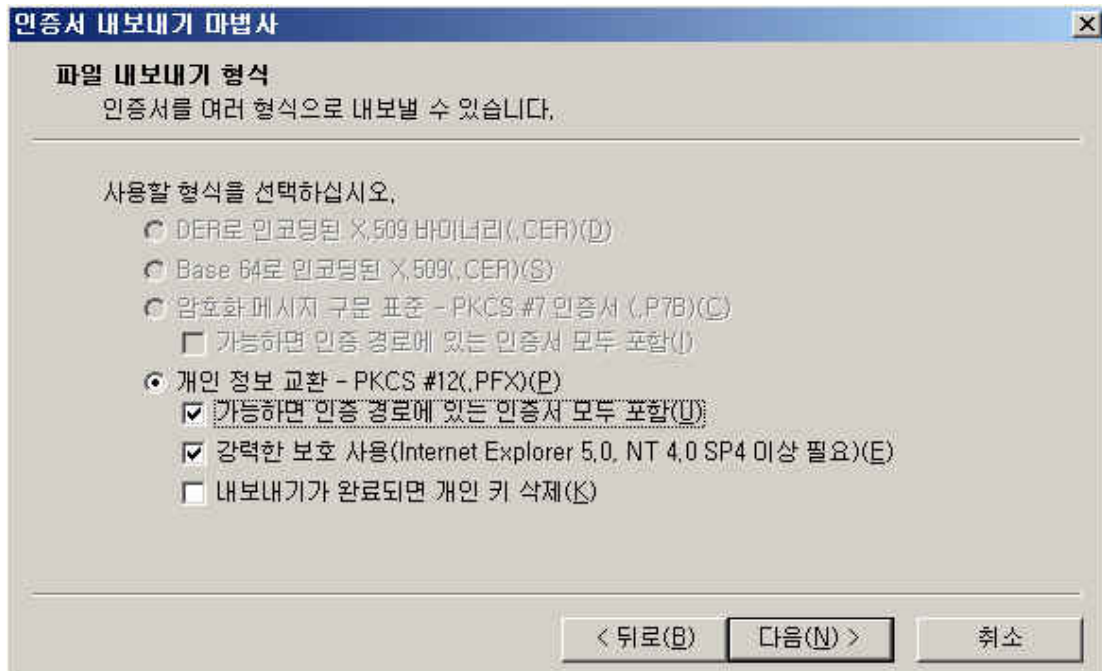 인증서 내보내기 마법사
파일 내보내기 형식
인증서를 여러 형식으로 내보낼 수 있습니다.
사용할 형식을 선택하십시오.
DER로 인코딩된 X.509 바이너리(.CER)(D)
Base 64로 인코딩된 X.509(.CER)(S)
암호화 메시지 구문 표준 - PKCS #7 인증서 (.P7B)(C)
가능하면 인증 경로에 있는 인증서 모두 포함(I)
개인 정보 교환 - PKCS #12(.PFX)(P)
가능하면 인증 경로에 있는 인증서 모두 포함(U)
강력한 보호 사용(Internet Explorer 5.0, NT 4.0 SP4 이상 필요)(E)
내보내기가 완료되면 개인 키 삭제(K)
< 뒤로(B) 다음(N) > 취소